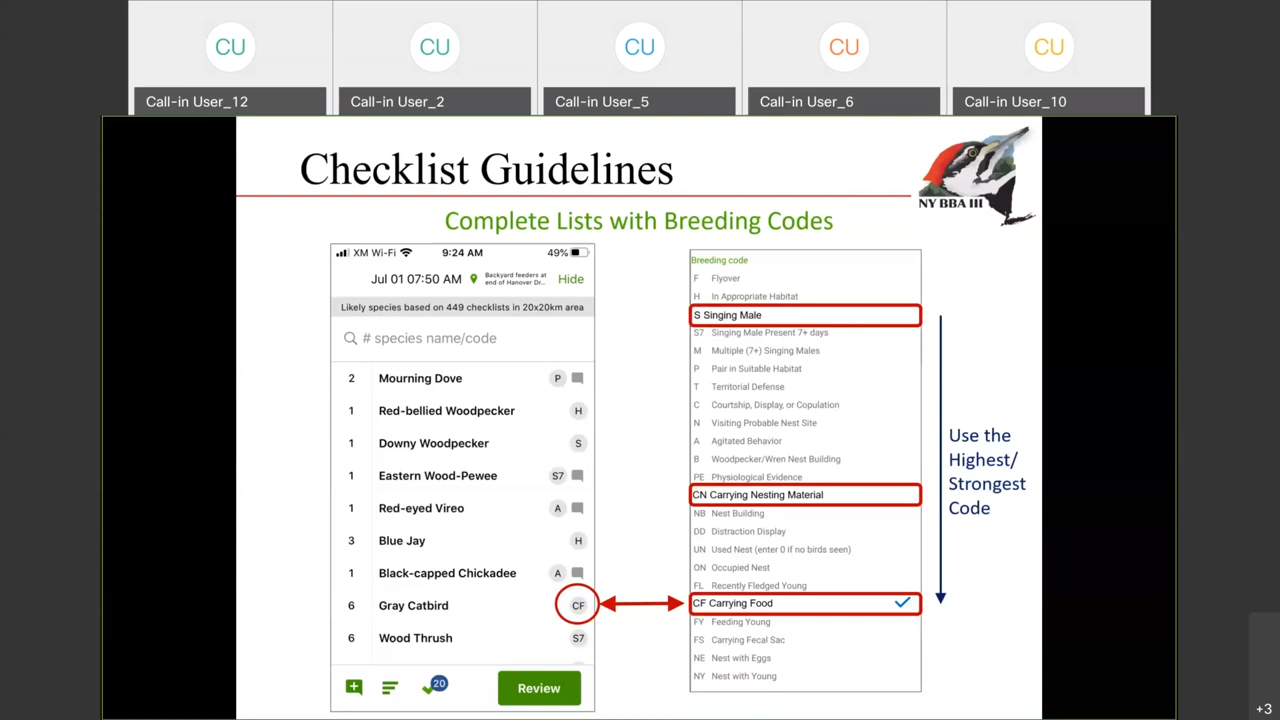 CU CU CU CU CU
Call-in User_12 Call-in User_2 Call-in User_5 Call-in User_6 Call-in User_10
Checklist Guidelines
NY BBA III
Complete Lists with Breeding Codes
XM Wi-Fi 9:24 AM 49%
Jul 01 07:50 AM Backyard feeders at end of Hanover Dr... Hide
Likely species based on 449 checklists in 20x20km area
# species name/code
2 Mourning Dove P
1 Red-bellied Woodpecker H
1 Downy Woodpecker S
1 Eastern Wood-Pewee S7
1 Red-eyed Vireo A
3 Blue Jay H
1 Black-capped Chickadee A
6 Gray Catbird CF
6 Wood Thrush S7
20 Review
Breeding code
F Flyover
H In Appropriate Habitat
S Singing Male
S7 Singing Male Present 7+ days
M Multiple (7+) Singing Males
P Pair in Suitable Habitat
T Territorial Defense
C Courtship, Display, or Copulation
N Visiting Probable Nest Site
A Agitated Behavior
B Woodpecker/Wren Nest Building
PE Physiological Evidence
CN Carrying Nesting Material
NB Nest Building
DD Distraction Display
UN Used Nest (enter 0 if no birds seen)
ON Occupied Nest
FL Recently Fledged Young
CF Carrying Food
FY Feeding Young
FS Carrying Fecal Sac
NE Nest with Eggs
NY Nest with Young
Use the
Highest/
Strongest
Code
+3